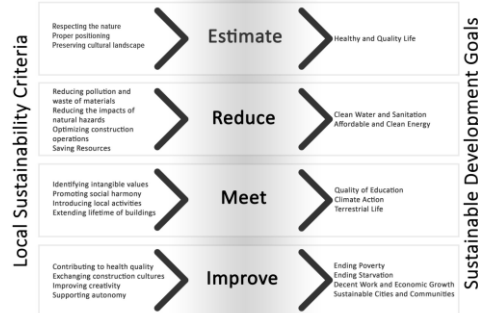 Local Sustainability Criteria
Respecting the nature
Proper positioning
Preserving cultural landscape
Estimate
Healthy and Quality Life
Reducing pollution and
waste of materials
Reducing the impacts of
natural hazards
Optimizing construction
operations
Saving Resources
Reduce
Clean Water and Sanitation
Affordable and Clean Energy
Identifying intangible values
Promoting social harmony
Introducing local activities
Extending lifetime of buildings
Meet
Quality of Education
Climate Action
Terrestrial Life
Contributing to health quality
Exchanging construction cultures
Improving creativity
Supporting autonomy
Improve
Ending Poverty
Ending Starvation
Decent Work and Economic Growth
Sustainable Cities and Communities
Sustainable Development Goals